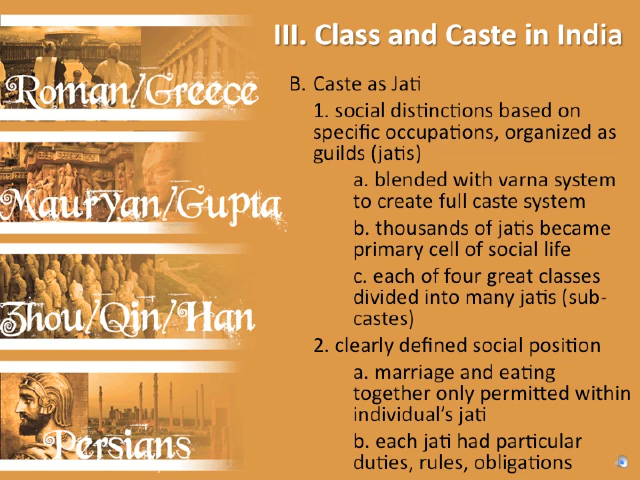 III. Class and Caste in India
Roman/Greece
Mauryan/Gupta
Zhou/Qin/Han
Persians
B. Caste as Jati
1. social distinctions based on
specific occupations, organized as
guilds (jatis)
a. blended with varna system
to create full caste system
b. thousands of jatis became
primary cell of social life
c. each of four great classes
divided into many jatis (sub-
castes)
2. clearly defined social position
a. marriage and eating
together only permitted within
individual's jati
b. each jati had particular
duties, rules, obligations